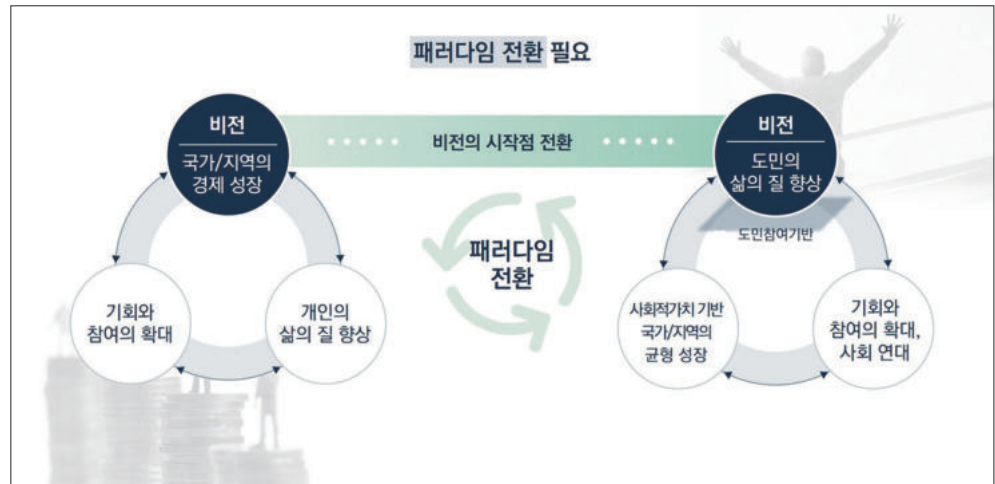 패러다임 전환 필요
비전
국가/지역의
경제 성장
비전의 시작점 전환
비전
도민의
삶의 질 향상
도민참여기반
패러다임
전환
기회와
참여의 확대
개인의
삶의 질 향상
사회적가치 기반
국가/지역의
균형 성장
기회와
참여의 확대,
사회 연대